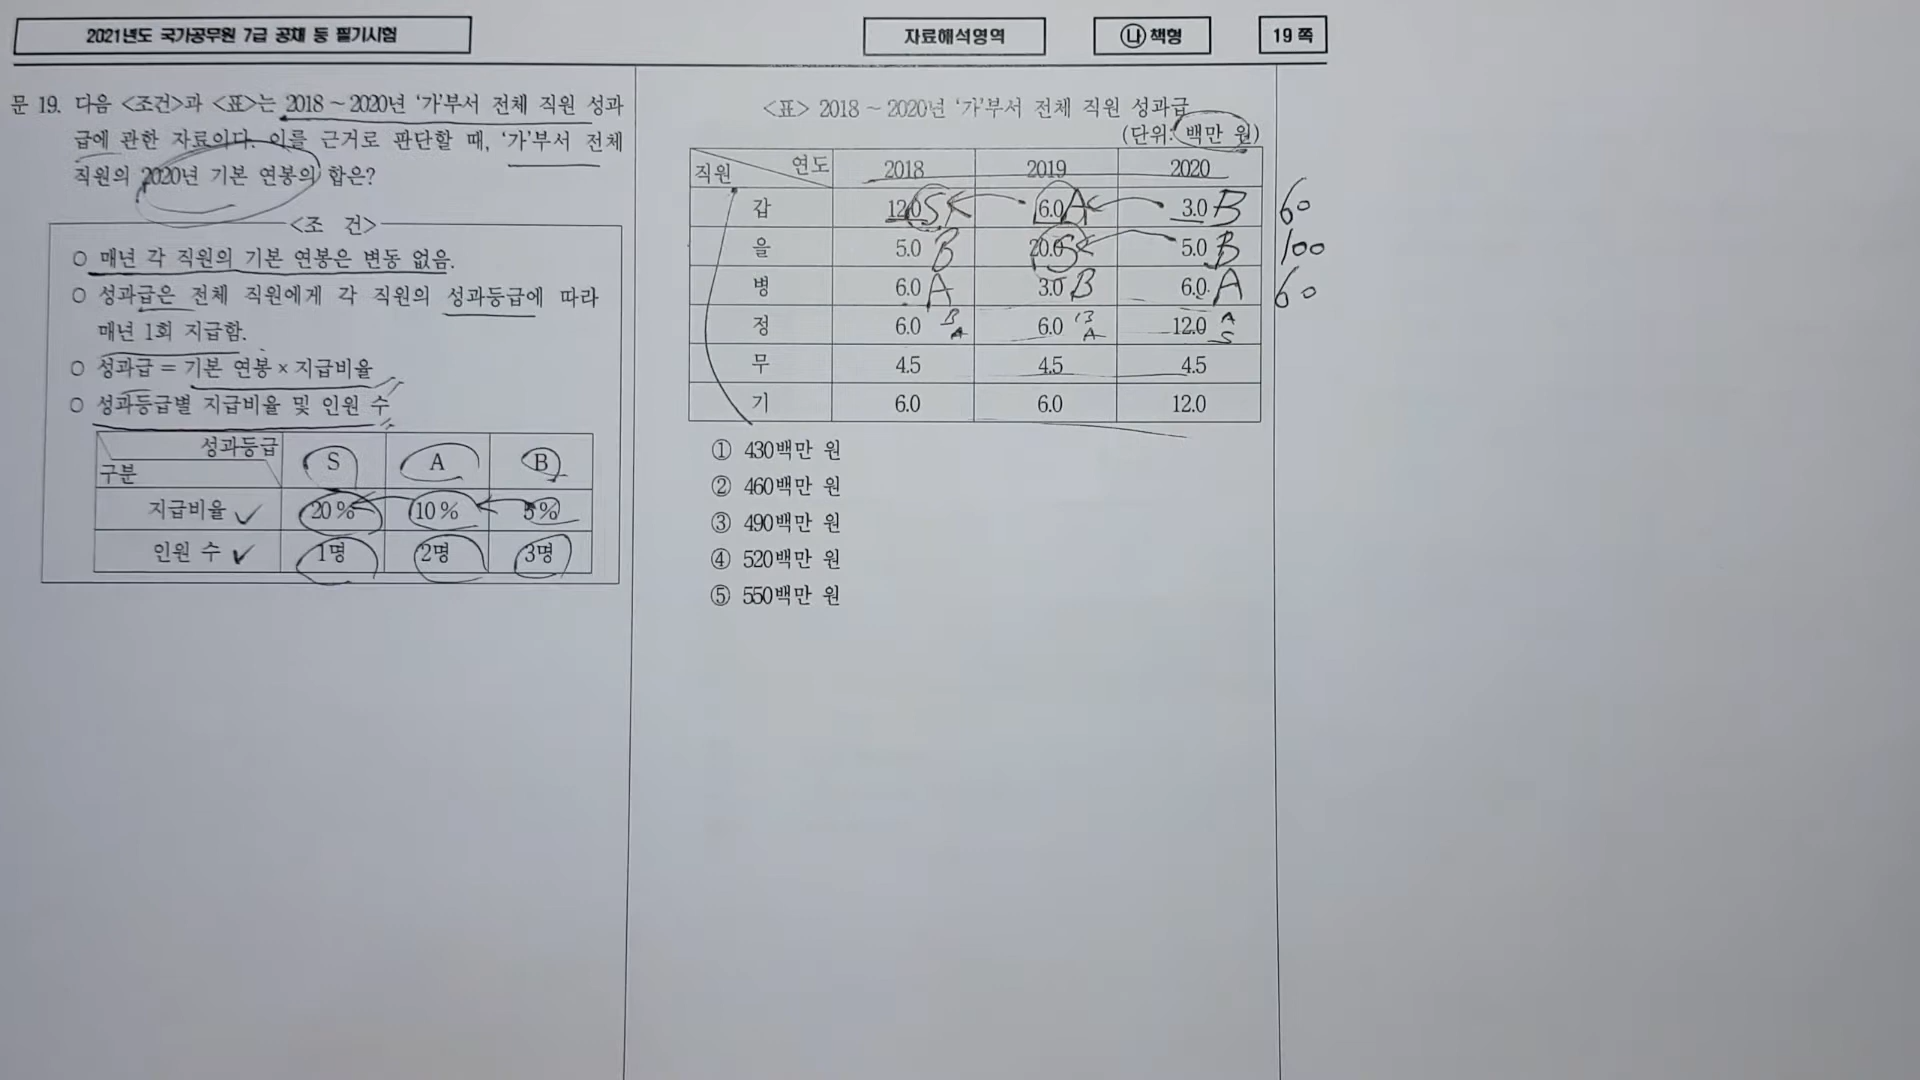 2021년도 국가공무원 7급 공채 등 필기시험
자료해석영역
나 책형
19 쪽
문 19. 다음 <조건>과 <표>는 2018 ~ 2020년 ‘가’부서 전체 직원 성과
급에 관한 자료이다. 이를 근거로 판단할 때, ‘가’부서 전체
직원의 2020년 기본 연봉의 합은?
<조 건>
○ 매년 각 직원의 기본 연봉은 변동 없음.
○ 성과급은 전체 직원에게 각 직원의 성과등급에 따라
매년 1회 지급함.
○ 성과급 = 기본 연봉 × 지급비율
○ 성과등급별 지급비율 및 인원 수
성과등급 구분 S A B
지급비율 20% 10% 5%
인원 수 1명 2명 3명
<표> 2018 ~ 2020년 ‘가’부서 전체 직원 성과급
(단위: 백만 원)
직원 연도 2018 2019 2020
갑 12.0 S 6.0 A 3.0 B 60
을 5.0 B 20.0 S 5.0 B 100
병 6.0 A 3.0 B 6.0 A 60
정 6.0 B A 6.0 B A 12.0 A S
무 4.5 4.5 4.5
기 6.0 6.0 12.0
① 430백만 원
② 460백만 원
③ 490백만 원
④ 520백만 원
⑤ 550백만 원